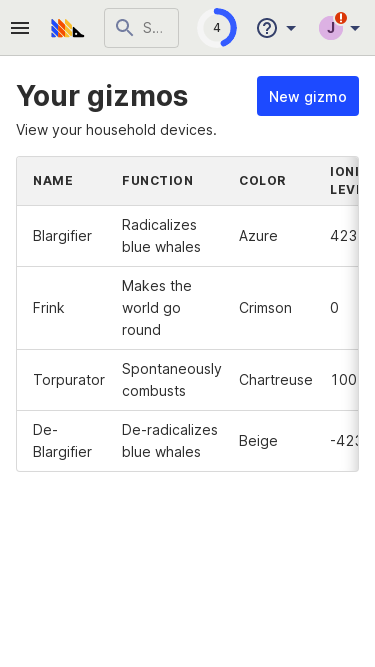 S...
4
J
Your gizmos
New gizmo
View your household devices.
NAME FUNCTION COLOR
Blargifier Radicalizes blue whales Azure 423
Frink Makes the world go round Crimson 0
Torpurator Spontaneously combusts Chartreuse 100
De-Blargifier De-radicalizes blue whales Beige -423